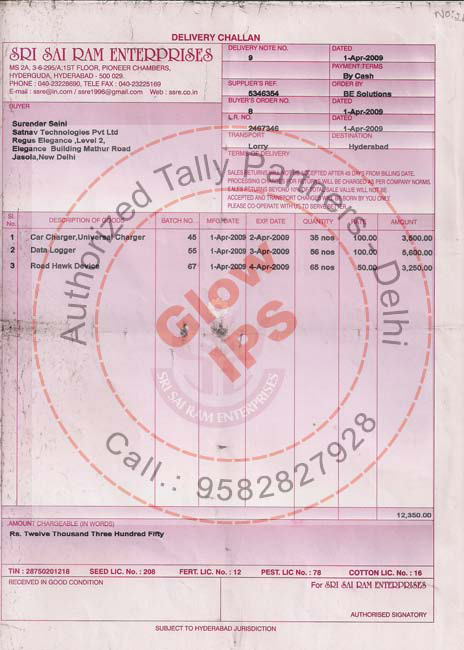 NO:2
DELIVERY CHALLAN
SRI SAI RAM ENTERPRISES
MS 2A, 3-6-295/A,1ST FLOOR, PIONEER CHAMBERS,
HYDERGUDA, HYDERABAD - 500 029.
PHONE : 040-23226690, TELE FAX - 040-23225169
E-mail : ssre@in.com / ssre1996@gmail.com Web : ssre.co.in
DELIVERY NOTE NO. DATED
9 1-Apr-2009
PAYMENT TERMS
By Cash
SUPPLIER'S REF. ORDER BY
5346354 BE Solutions
BUYER'S ORDER NO. DATED
8 1-Apr-2009
L.R. NO. DATED
2467346 1-Apr-2009
TRANSPORT DESTINATION
Lorry Hyderabad
TERMS OF DELIVERY
SALES RETURNS WILL NOT BE ACCEPTED AFTER 45 DAYS FROM BILLING DATE.
PROCESSING CHARGES FOR RETURNS WILL BE CHARGED AS PER COMPANY NORMS.
SALES RETURNS BEYOND 10% OF TOTAL SALE VALUE WILL NOT BE
ACCEPTED AND TRANSPORT CHARGES WILL BE BORN BY YOU ONLY
PLEASE CO-OPERATE WITH US TO SERVE BETTER.
BUYER
Surender Saini
Satnav Technologies Pvt Ltd
Regus Elegance ,Level 2,
Elegance Building Mathur Road
Jasola,New Delhi
SI. No. DESCRIPTION OF GOODS BATCH NO. MFG DATE EXP DATE QUANTITY RATE AMOUNT
1 Car Charger,Universal Charger 45 1-Apr-2009 2-Apr-2009 35 nos 100.00 3,500.00
2 Data Logger 55 1-Apr-2009 3-Apr-2009 56 nos 100.00 5,600.00
3 Road Hawk Device 67 1-Apr-2009 4-Apr-2009 65 nos 50.00 3,250.00
Authorized Tally Partners - Delhi
Glow
IPS
SRI SAI RAM ENTERPRISES
Call.: 9582827928
12,350.00
AMOUNT CHARGEABLE (IN WORDS)
Rs. Twelve Thousand Three Hundred Fifty
TIN : 28750201218 SEED LIC. No. : 208 FERT. LIC. No. : 12 PEST. LIC. No. : 78 COTTON LIC. No. : 16
RECEIVED IN GOOD CONDITION For SRI SAI RAM ENTERPRISES
AUTHORISED SIGNATORY
SUBJECT TO HYDERABAD JURISDICTION